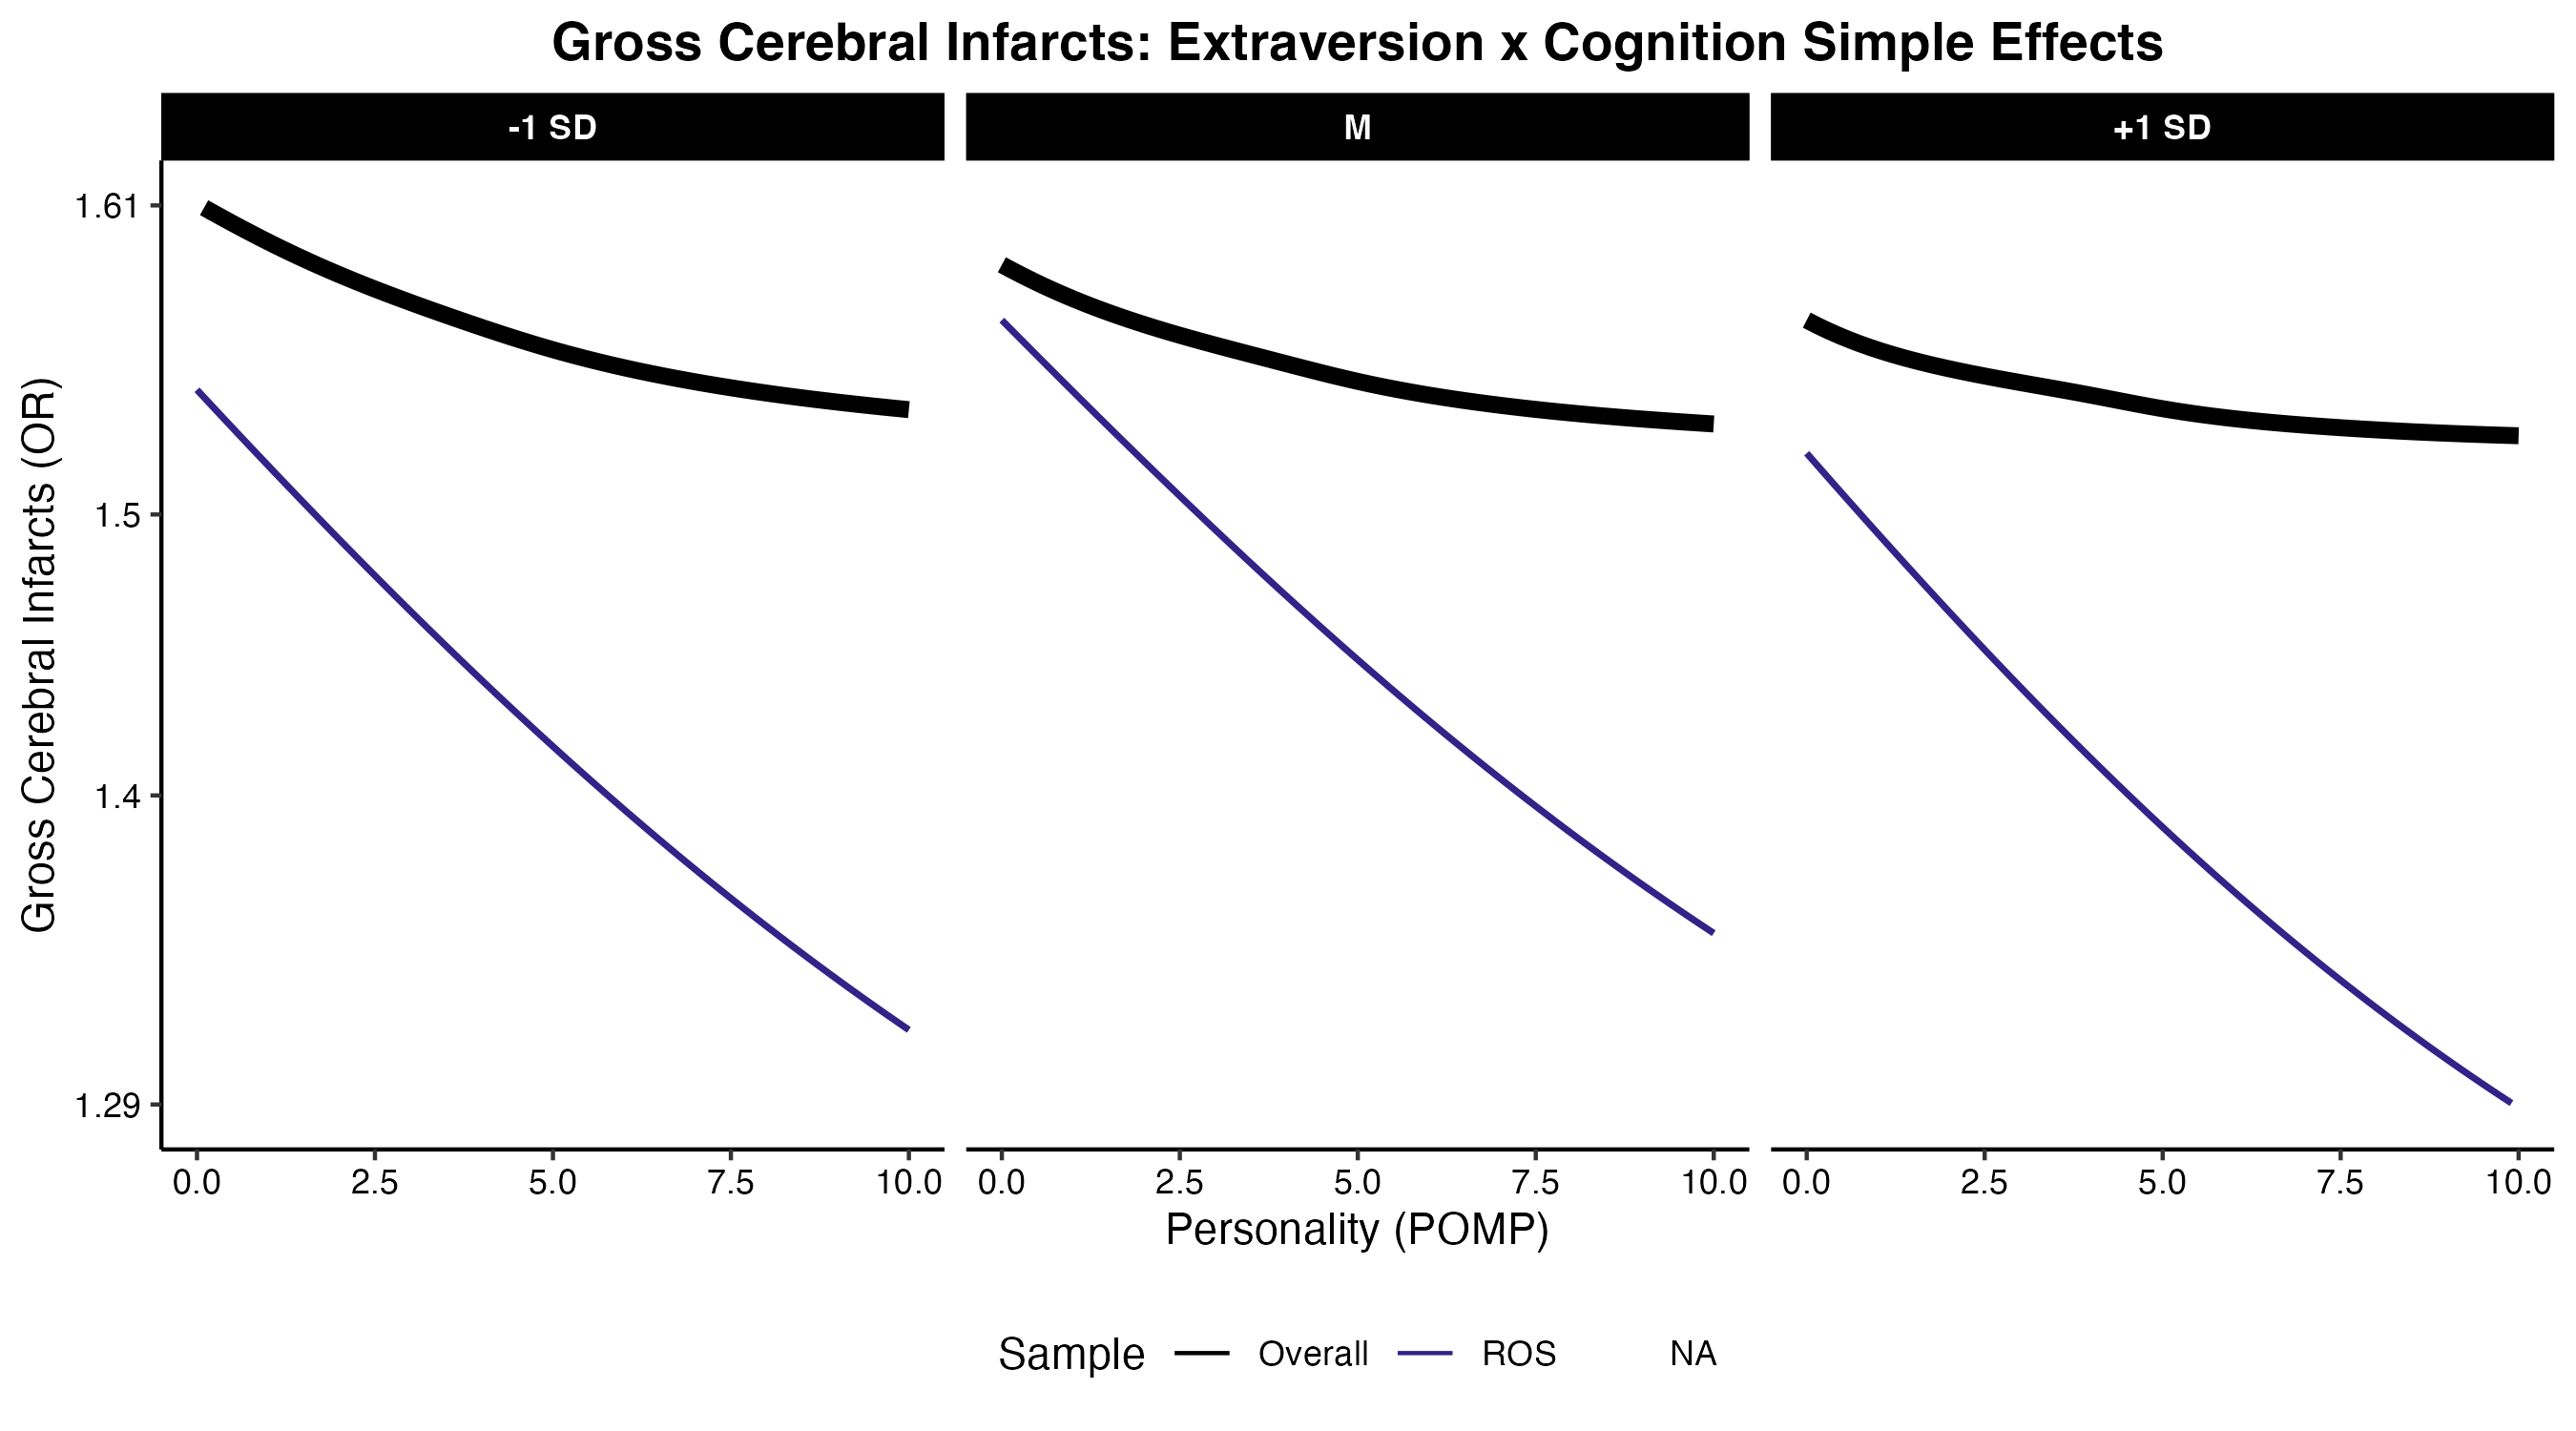 Gross Cerebral Infarcts: Extraversion x Cognition Simple Effects
-1 SD
M
+1 SD
Gross Cerebral Infarcts (OR)
1.61
1.5
1.4
1.29
0.0 2.5 5.0 7.5 10.0
0.0 2.5 5.0 7.5 10.0
0.0 2.5 5.0 7.5 10.0
Personality (POMP)
Sample Overall ROS NA